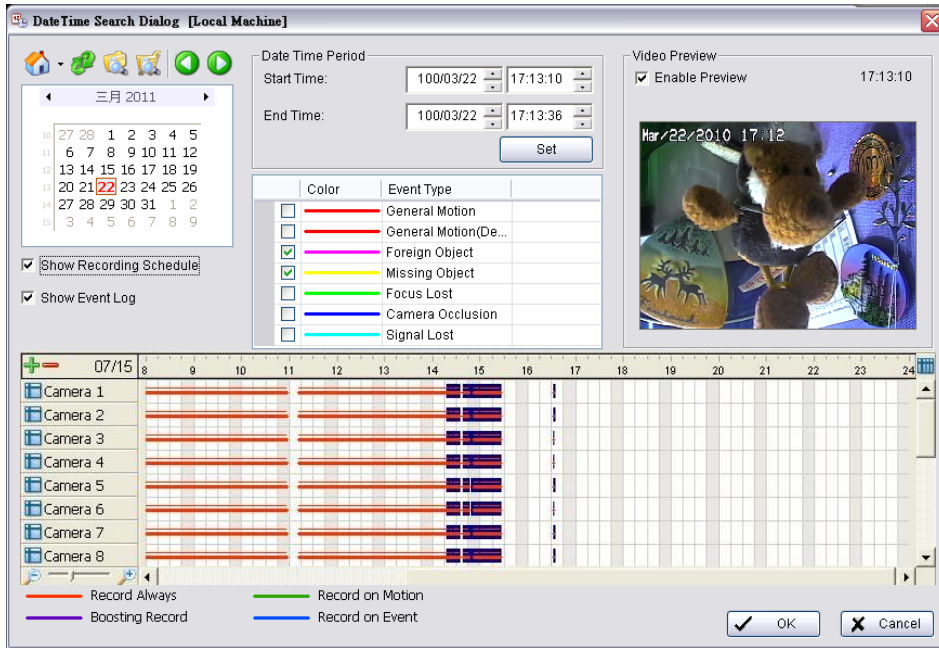 DateTime Search Dialog [Local Machine]
三月 2011
10 27 28 1 2 3 4 5
11 6 7 8 9 10 11 12
12 13 14 15 16 17 18 19
13 20 21 22 23 24 25 26
14 27 28 29 30 31 1 2
15 3 4 5 6 7 8 9
Show Recording Schedule
Show Event Log
Date Time Period
Start Time: 100/03/22 17:13:10
End Time: 100/03/22 17:13:36
Set
Color Event Type
General Motion
General Motion(De...
Foreign Object
Missing Object
Focus Lost
Camera Occlusion
Signal Lost
Video Preview
Enable Preview 17:13:10
Mar/22/2010 17:12
07/15 8 9 10 11 12 13 14 15 16 17 18 19 20 21 22 23 24
Camera 1
Camera 2
Camera 3
Camera 4
Camera 5
Camera 6
Camera 7
Camera 8
Record Always Record on Motion
Boosting Record Record on Event
OK Cancel